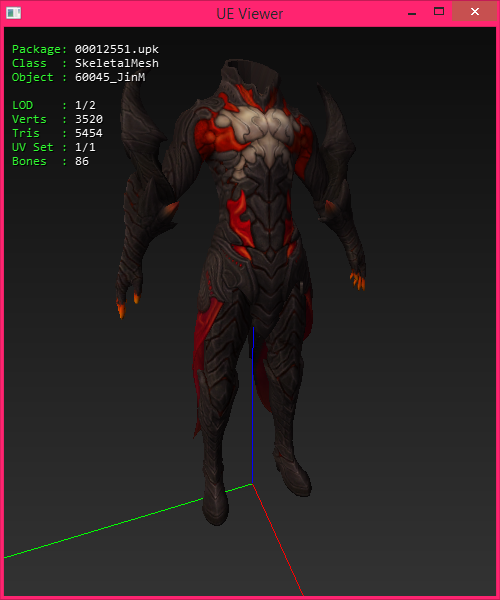 UE Viewer
Package: 00012551.upk
Class : SkeletalMesh
Object : 60045_JinM
LOD : 1/2
Verts : 3520
Tris : 5454
UV Set : 1/1
Bones : 86